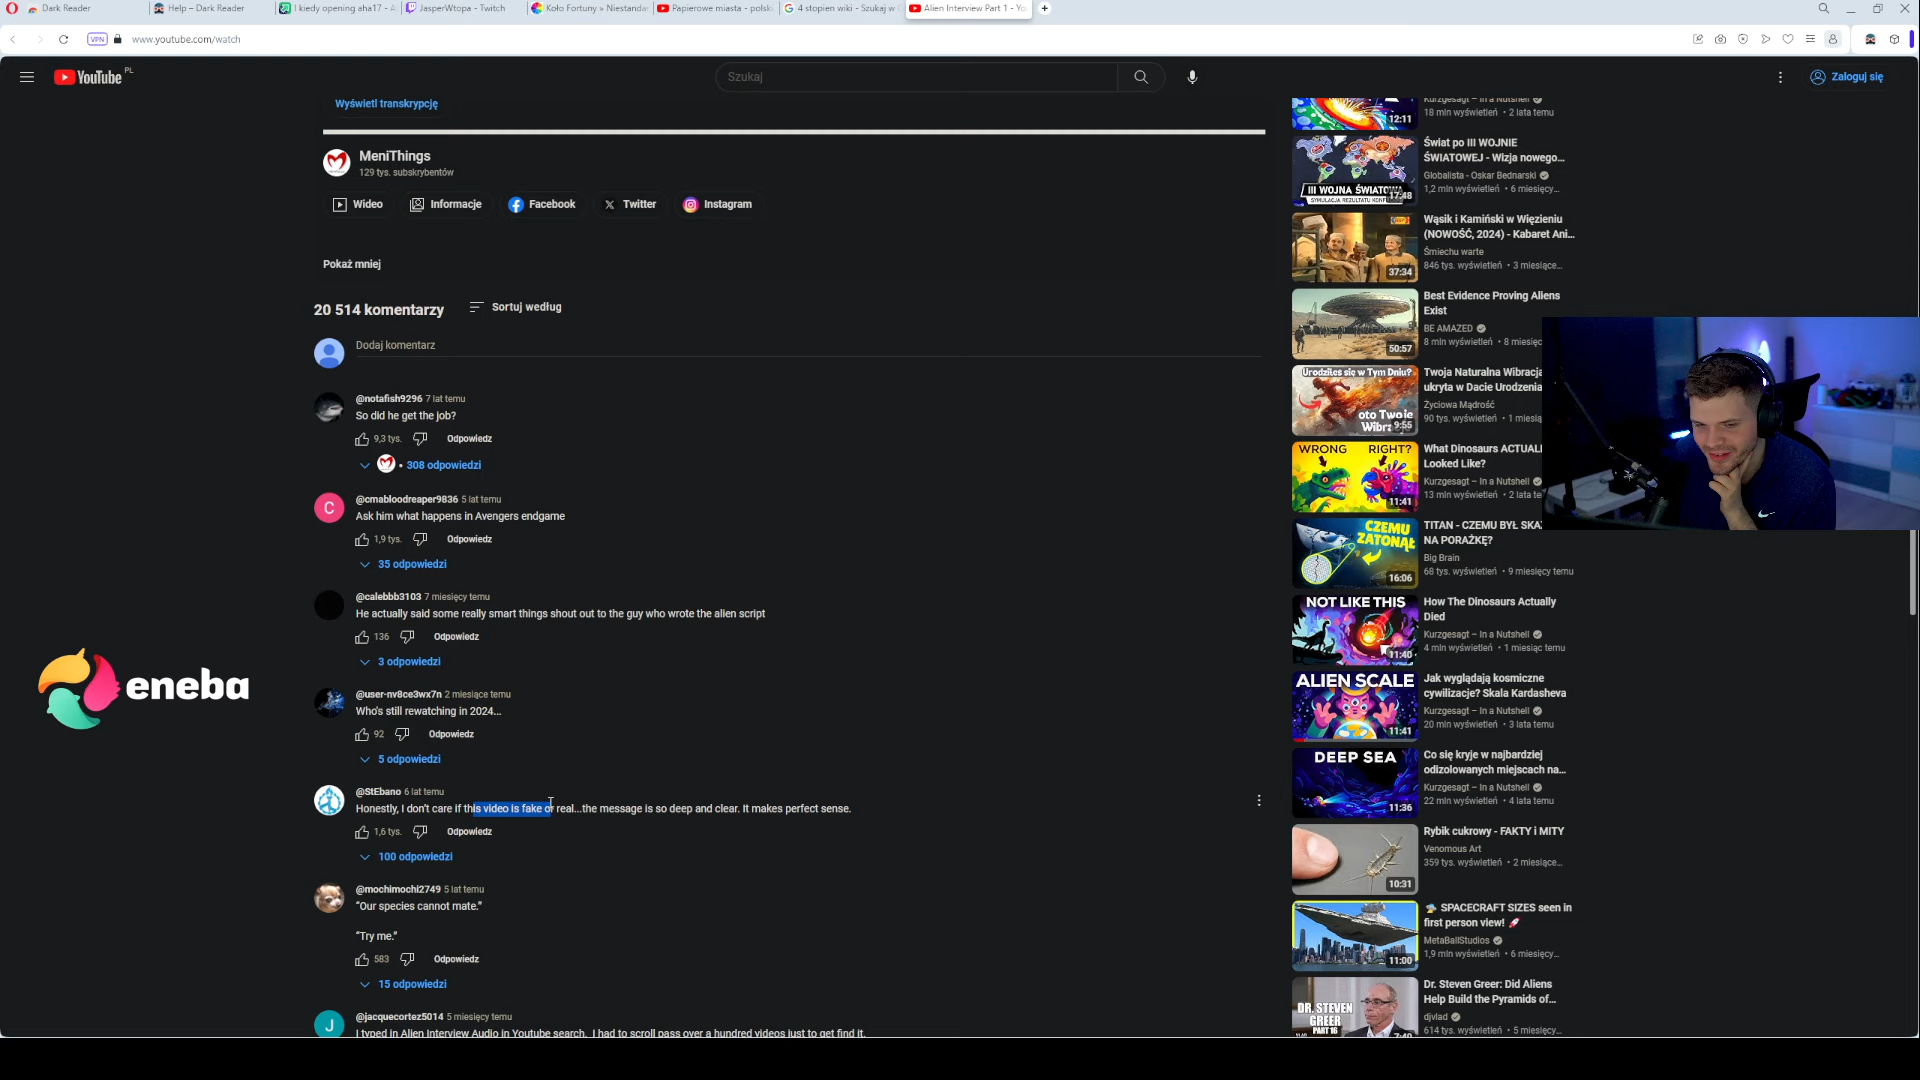 Dark Reader
Help – Dark Reader
I kiedy opening aha17 - A
JasperWtopa - Twitch
Koło Fortuny » Niestandar
Papierowe miasta - polski
4 stopien wiki - Szukaj w
Alien Interview Part 1 - Yo
VPN
www.youtube.com/watch
YouTube PL
Szukaj
Zaloguj się
Wyświetl transkrypcję
MeniThings
129 tys. subskrybentów
Wideo
Informacje
Facebook
Twitter
Instagram
Pokaż mniej
20 514 komentarzy
Sortuj według
Dodaj komentarz
@notafish9296 7 lat temu
So did he get the job?
9,3 tys.
Odpowiedz
• 308 odpowiedzi
C
@cmabloodreaper9836 5 lat temu
Ask him what happens in Avengers endgame
1,9 tys.
Odpowiedz
35 odpowiedzi
@calebbb3103 7 miesięcy temu
He actually said some really smart things shout out to the guy who wrote the alien script
136
Odpowiedz
3 odpowiedzi
@user-nv8ce3wx7n 2 miesiące temu
Who's still rewatching in 2024...
92
Odpowiedz
5 odpowiedzi
@StEbano 6 lat temu
Honestly, I don't care if this video is fake or real...the message is so deep and clear. It makes perfect sense.
1,6 tys.
Odpowiedz
100 odpowiedzi
@mochimochi2749 5 lat temu
“Our species cannot mate.”
“Try me.”
583
Odpowiedz
15 odpowiedzi
J
@jacquecortez5014 5 miesięcy temu
I typed in Alien Interview Audio in Youtube search. I had to scroll pass over a hundred videos just to get find it.
eneba
12:11
Kurzgesagt – In a Nutshell
18 mln wyświetleń • 2 lata temu
III WOJNA ŚWIATOWA
17:48
Świat po III WOJNIE
ŚWIATOWEJ - Wizja nowego...
Globalista - Oskar Bednarski
1,2 mln wyświetleń • 6 miesięcy...
37:34
Wąsik i Kamiński w Więzieniu
(NOWOŚĆ, 2024) - Kabaret Ani...
Śmiechu warte
846 tys. wyświetleń • 3 miesiące...
50:57
Best Evidence Proving Aliens
Exist
BE AMAZED
8 mln wyświetleń • 8 miesięc
Urodziłeś się w Tym Dniu?
oto Twoje
Wibra
9:55
Twoja Naturalna Wibracja
ukryta w Dacie Urodzenia
Życiowa Mądrość
90 tys. wyświetleń • 1 miesią
WRONG RIGHT?
11:41
What Dinosaurs ACTUALL
Looked Like?
Kurzgesagt – In a Nutshell
13 mln wyświetleń • 2 lata te
CZEMU
ZATONĄŁ
16:06
TITAN - CZEMU BYŁ SKAZ
NA PORAŻKĘ?
Big Brain
68 tys. wyświetleń • 9 miesięcy temu
NOT LIKE THIS
11:40
How The Dinosaurs Actually
Died
Kurzgesagt – In a Nutshell
4 mln wyświetleń • 1 miesiąc temu
ALIEN SCALE
11:41
Jak wyglądają kosmiczne
cywilizacje? Skala Kardasheva
Kurzgesagt – In a Nutshell
20 mln wyświetleń • 3 lata temu
DEEP SEA
11:36
Co się kryje w najbardziej
odizolowanych miejscach na...
Kurzgesagt – In a Nutshell
22 mln wyświetleń • 4 lata temu
10:31
Rybik cukrowy - FAKTY i MITY
Venomous Art
359 tys. wyświetleń • 2 miesiące...
11:00
SPACECRAFT SIZES seen in
first person view!
MetaBallStudios
1,9 mln wyświetleń • 6 miesięcy...
DR. STEVEN
GREER
PART 16
7:40
Dr. Steven Greer: Did Aliens
Help Build the Pyramids of...
djvlad
614 tys. wyświetleń • 5 miesięcy...